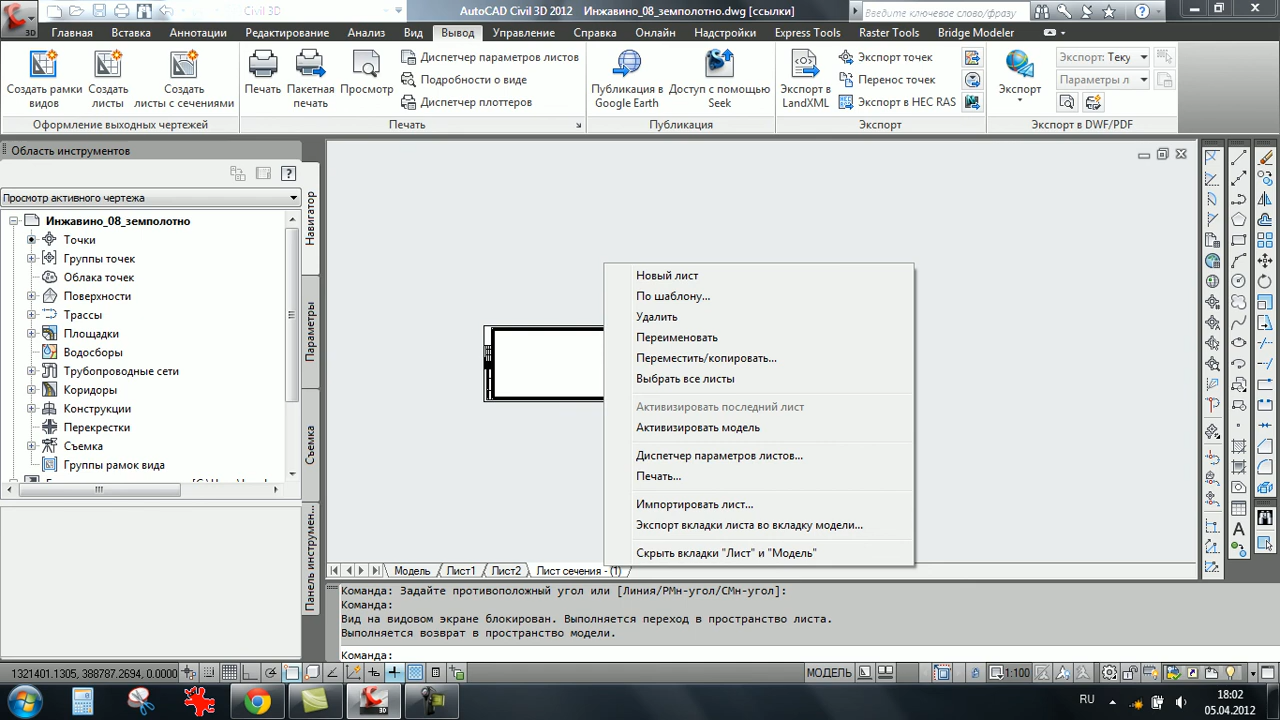 Civil 3D
AutoCAD Civil 3D 2012 Инжавино_08_земполотно.dwg [ссылки]
Введите ключевое слово/фразу
3D
Главная Вставка Аннотации Редактирование Анализ Вид Вывод Управление Справка Онлайн Надстройки Express Tools Raster Tools Bridge Modeler
Создать рамки видов
Создать листы
Создать листы с сечениями
Оформление выходных чертежей
Печать
Пакетная печать
Просмотр
Диспетчер параметров листов
Подробности о виде
Диспетчер плоттеров
Печать
Публикация в Google Earth
Доступ с помощью Seek
Публикация
Экспорт в LandXML
Экспорт точек
Перенос точек
Экспорт в HEC RAS
Экспорт
Экспорт
Экспорт: Теку
Параметры л
Экспорт в DWF/PDF
Область инструментов
Просмотр активного чертежа
Инжавино_08_земполотно
Точки
Группы точек
Облака точек
Поверхности
Трассы
Площадки
Водосборы
Трубопроводные сети
Коридоры
Конструкции
Перекрестки
Съемка
Группы рамок вида
Навигатор
Параметры
Съемка
Панель инструмен...
Новый лист
По шаблону...
Удалить
Переименовать
Переместить/копировать...
Выбрать все листы
Активизировать последний лист
Активизировать модель
Диспетчер параметров листов...
Печать...
Импортировать лист...
Экспорт вкладки листа во вкладку модели...
Скрыть вкладки "Лист" и "Модель"
Модель Лист1 Лист2 Лист сечения - (1)
Команда: Задайте противоположный угол или [Линия/РМн-угол/СМн-угол]:
Команда:
Вид на видовом экране блокирован. Выполняется переход в пространство листа.
Выполняется возврат в пространство модели.
Команда:
1321401.1305, 388787.2694, 0.0000
МОДЕЛЬ
1:100
RU
18:02
05.04.2012